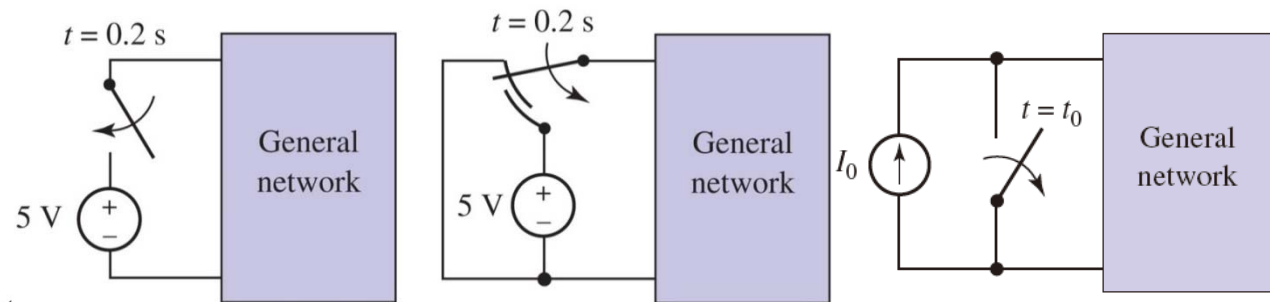 t = 0.2 s
5 V
+
−
General
network
t = 0.2 s
5 V
+
−
General
network
I₀
t = t₀
General
network